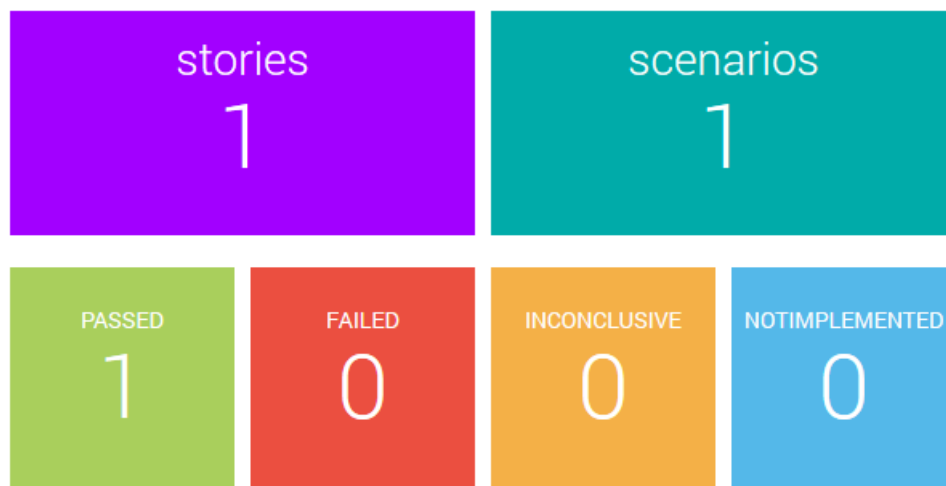 stories
1
scenarios
1
PASSED
1
FAILED
0
INCONCLUSIVE
0
NOTIMPLEMENTED
0